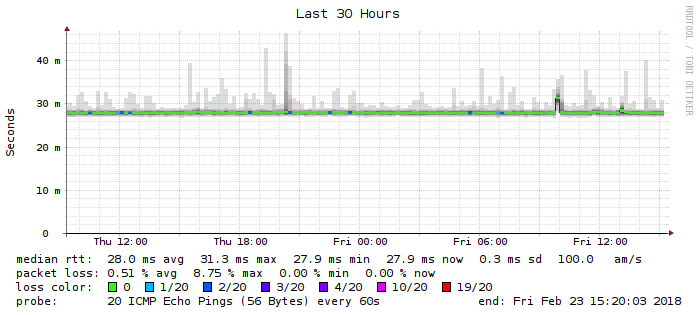 Last 30 Hours
RRDTOOL / TOBI OETIKER
Seconds
40 m
30 m
20 m
10 m
0
Thu 12:00 Thu 18:00 Fri 00:00 Fri 06:00 Fri 12:00
median rtt: 28.0 ms avg 31.3 ms max 27.9 ms min 27.9 ms now 0.3 ms sd 100.0 am/s
packet loss: 0.51 % avg 8.75 % max 0.00 % min 0.00 % now
loss color: 0 1/20 2/20 3/20 4/20 10/20 19/20
probe: 20 ICMP Echo Pings (56 Bytes) every 60s end: Fri Feb 23 15:20:03 2018